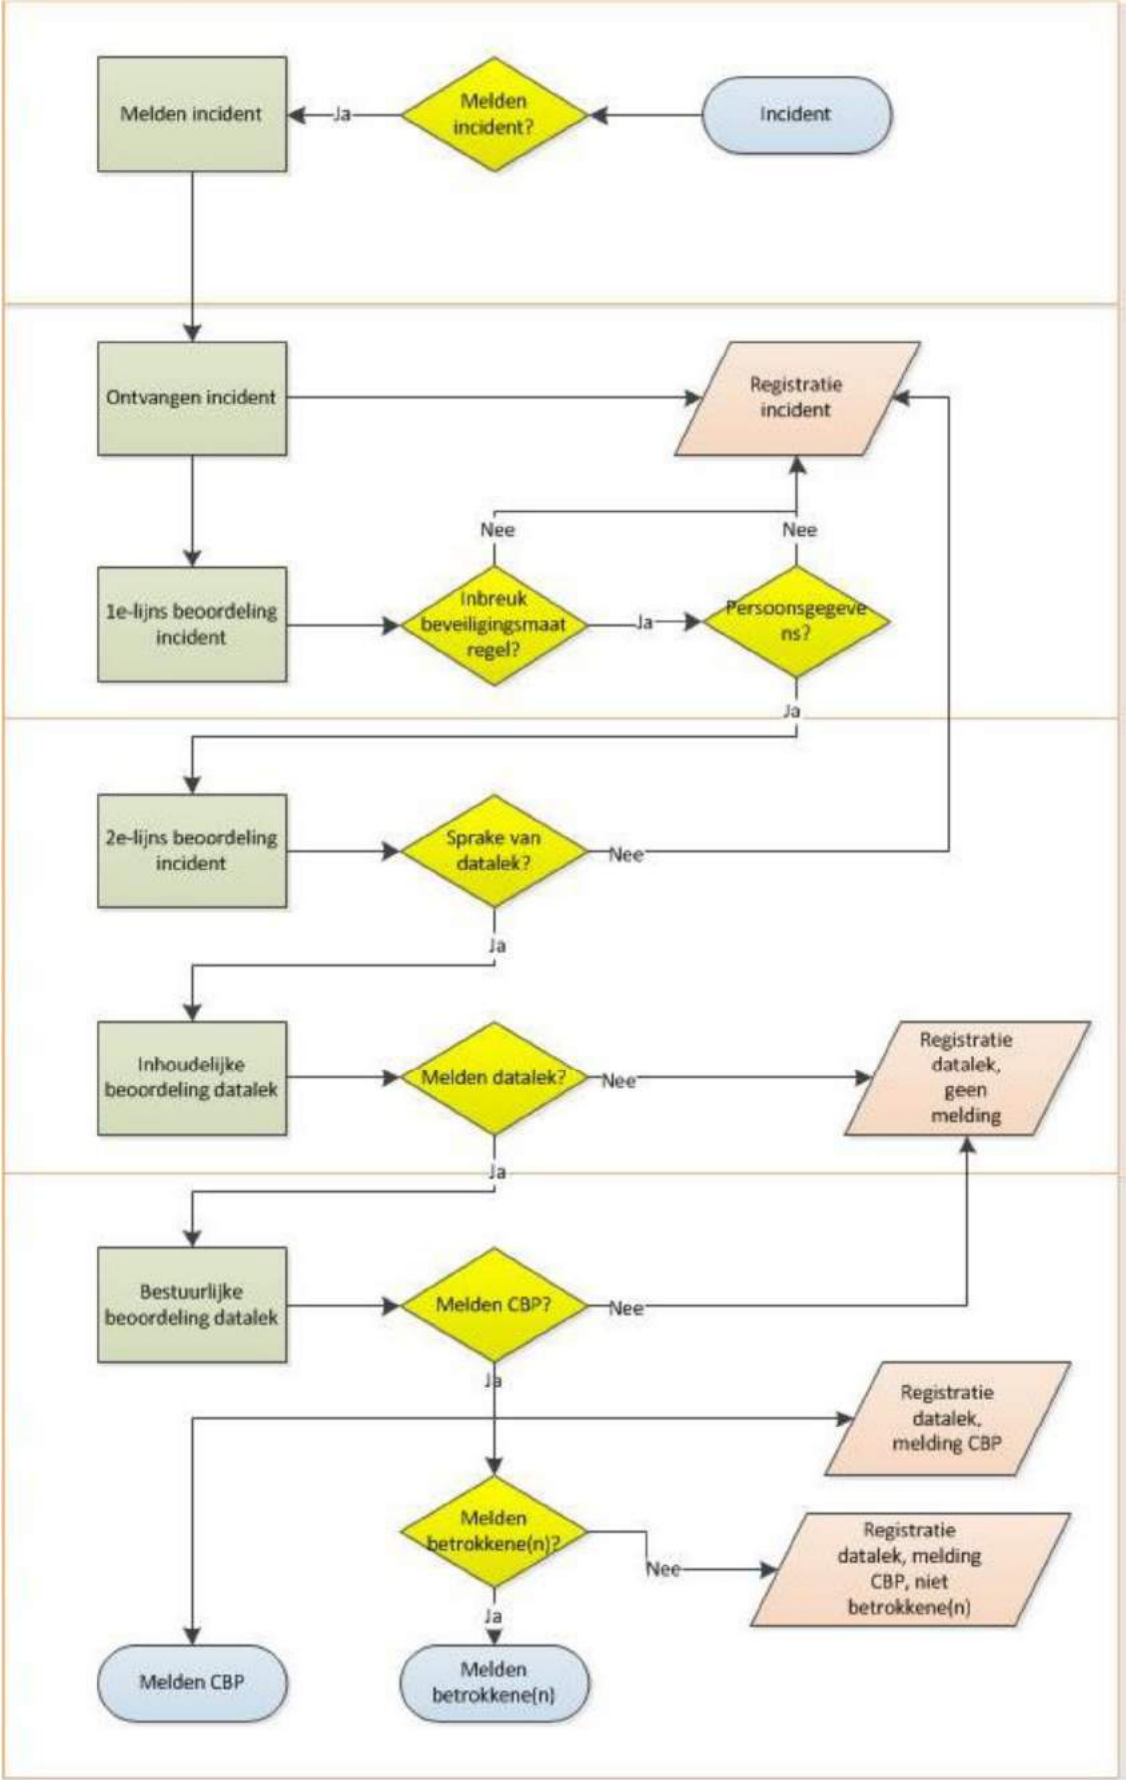 Melden incident
Ja
Melden
incident?
Incident
Ontvangen incident
Registratie
incident
Nee
Nee
1e-lijns beoordeling
incident
Inbreuk
beveiligingsmaat
regel?
Ja
Persoonsgegeve
ns?
Ja
2e-lijns beoordeling
incident
Sprake van
datalek?
Nee
Ja
Inhoudelijke
beoordeling datalek
Melden datalek?
Nee
Registratie
datalek,
geen
melding
Ja
Bestuurlijke
beoordeling datalek
Melden CBP?
Nee
Ja
Registratie
datalek,
melding CBP
Melden
betrokkene(n)?
Nee
Registratie
datalek, melding
CBP, niet
betrokkene(n)
Ja
Melden CBP
Melden
betrokkene(n)